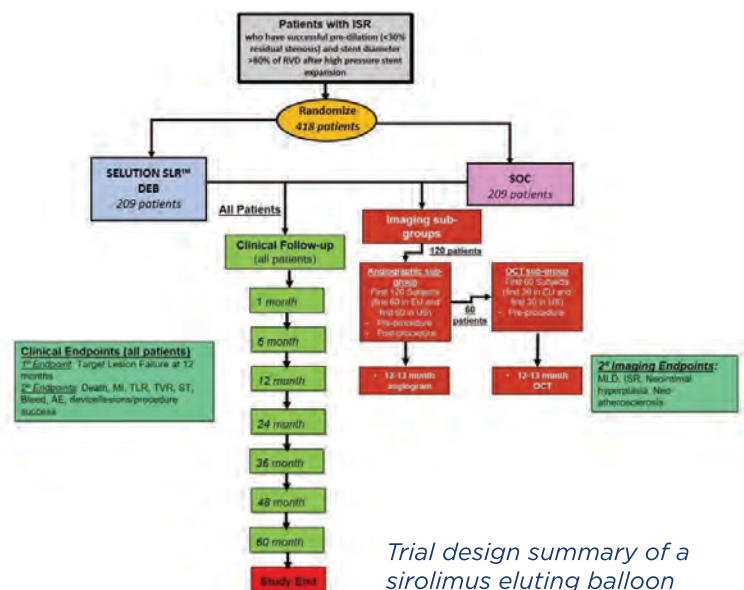 Patients with ISR
who have successful pre-dilation (<30%
residual stenosis) and stent diameter
>80% of RVD after high pressure stent
expansion
Randomize
418 patients
SELUTION SLR™
DEB
209 patients
SOC
209 patients
All Patients
Imaging sub-
groups
120 patients
Clinical Follow-up
(all patients)
Angiographic sub-
group
First 120 Subjects
(first 60 in EU and
first 60 in US)
- Pre-procedure
- Post-procedure
60
patients
OCT sub-group
First 60 Subjects
(first 30 in EU and
first 30 in US)
- Pre-procedure
1 month
6 month
12 month
24 month
36 month
48 month
60 month
Study End
• 12-13 month
angiogram
• 12-13 month
OCT
Clinical Endpoints (all patients)
1° Endpoint: Target Lesion Failure at 12
months
2° Endpoints: Death, MI, TLR, TVR, ST,
Bleed, AE, device/lesions/procedure
success
2° Imaging Endpoints:
MLD, ISR, Neointimal
hyperplasia, Neo
atherosclerosis
Trial design summary of a
sirolimus eluting balloon